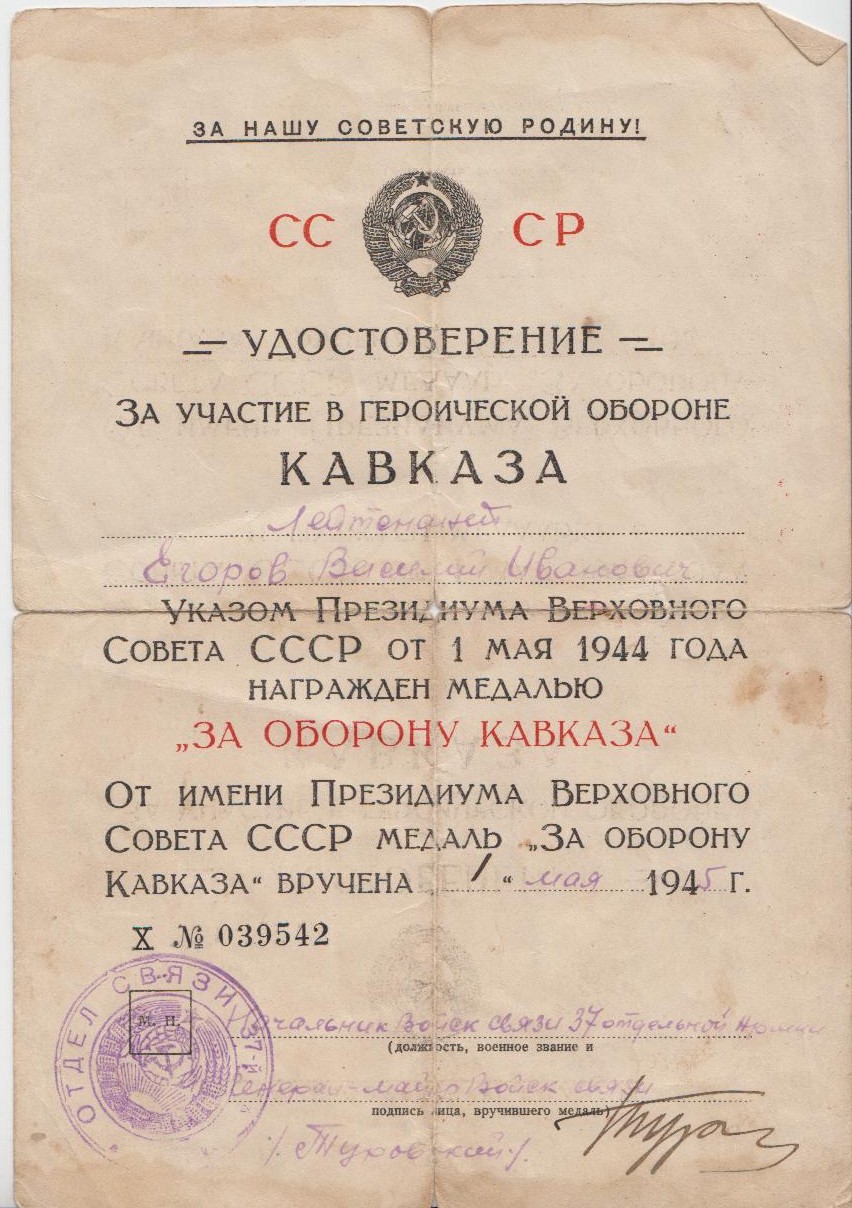 ЗА НАШУ СОВЕТСКУЮ РОДИНУ!
СС СР
УДОСТОВЕРЕНИЕ
ЗА УЧАСТИЕ В ГЕРОИЧЕСКОЙ ОБОРОНЕ
КАВКАЗА
Лейтенант
Егоров Василий Иванович
УКАЗОМ ПРЕЗИДИУМА ВЕРХОВНОГО
СОВЕТА СССР ОТ 1 МАЯ 1944 ГОДА
НАГРАЖДЕН МЕДАЛЬЮ
„ЗА ОБОРОНУ КАВКАЗА“
ОТ ИМЕНИ ПРЕЗИДИУМА ВЕРХОВНОГО
СОВЕТА СССР МЕДАЛЬ „ЗА ОБОРОНУ
КАВКАЗА“ ВРУЧЕНА „1“ мая 1945 Г.
X № 039542
ОТДЕЛ СВЯЗИ 37-Й
М. П.
Начальник Войск связи 37 отдельной Армии
(должность, военное звание и
Генерал-майор Войск связи
подпись лица, вручившего медаль)
/. Туровский /.